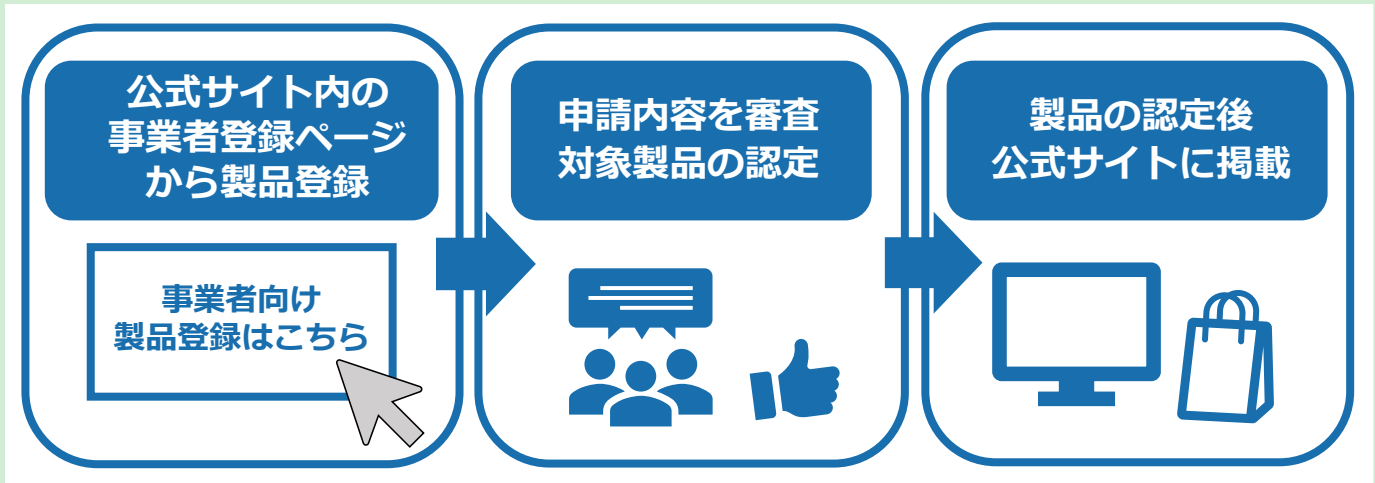 公式サイト内の
事業者登録ページ
から製品登録
事業者向け
製品登録はこちら
申請内容を審査
対象製品の認定
製品の認定後
公式サイトに掲載